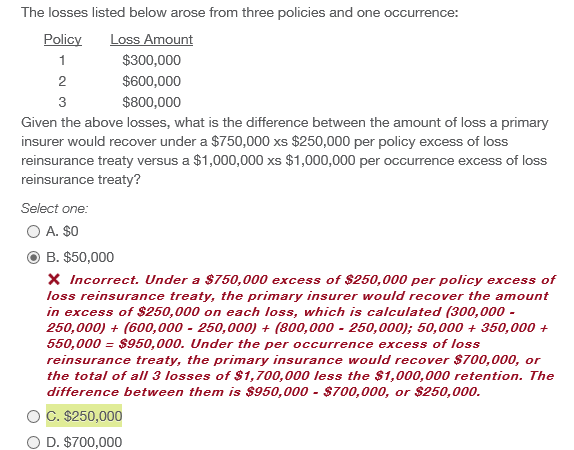 The losses listed below arose from three policies and one occurrence:
Policy Loss Amount
1 $300,000
2 $600,000
3 $800,000
Given the above losses, what is the difference between the amount of loss a primary
insurer would recover under a $750,000 xs $250,000 per policy excess of loss
reinsurance treaty versus a $1,000,000 xs $1,000,000 per occurrence excess of loss
reinsurance treaty?
Select one:
A. $0
B. $50,000
Incorrect. Under a $750,000 excess of $250,000 per policy excess of
loss reinsurance treaty, the primary insurer would recover the amount
in excess of $250,000 on each loss, which is calculated (300,000 -
250,000) + (600,000 - 250,000) + (800,000 - 250,000); 50,000 + 350,000 +
550,000 = $950,000. Under the per occurrence excess of loss
reinsurance treaty, the primary insurance would recover $700,000, or
the total of all 3 losses of $1,700,000 less the $1,000,000 retention. The
difference between them is $950,000 - $700,000, or $250,000.
C. $250,000
D. $700,000